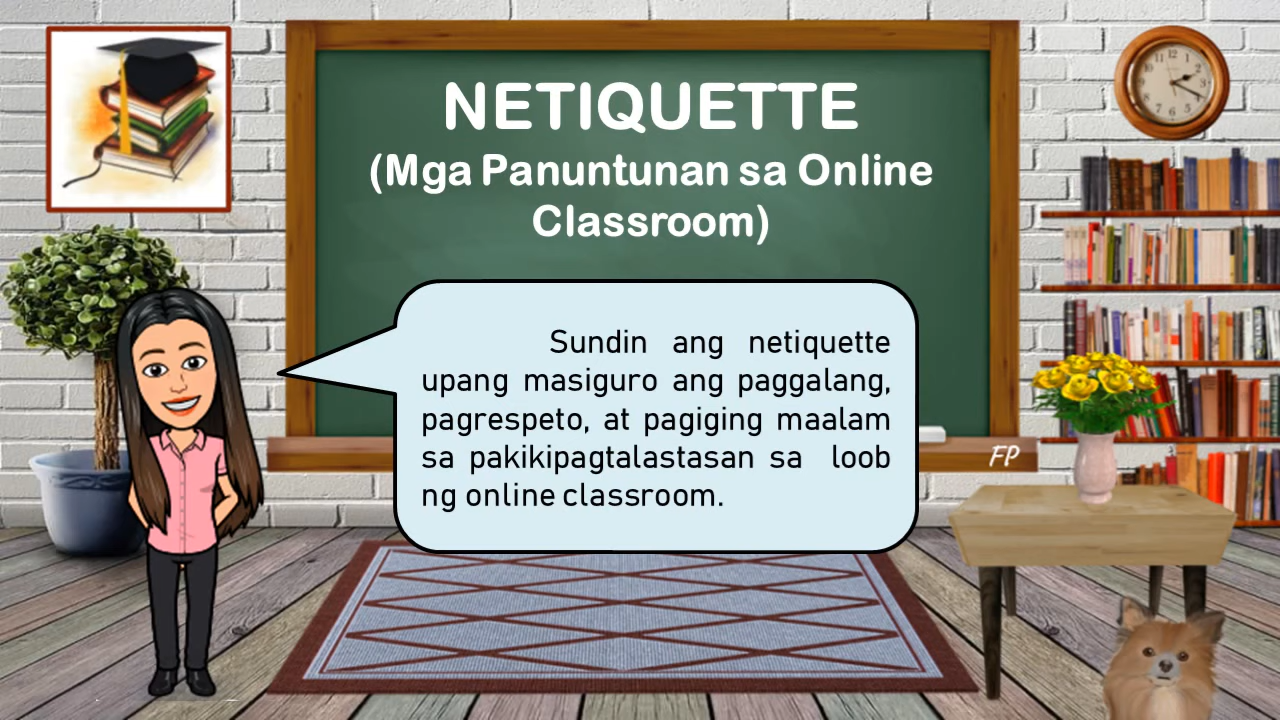 NETIQUETTE
(Mga Panuntunan sa Online
Classroom)
Sundin ang netiquette
upang masiguro ang paggalang,
pagrespeto, at pagiging maalam
sa pakikipagtalastasan sa loob
ng online classroom.
FP